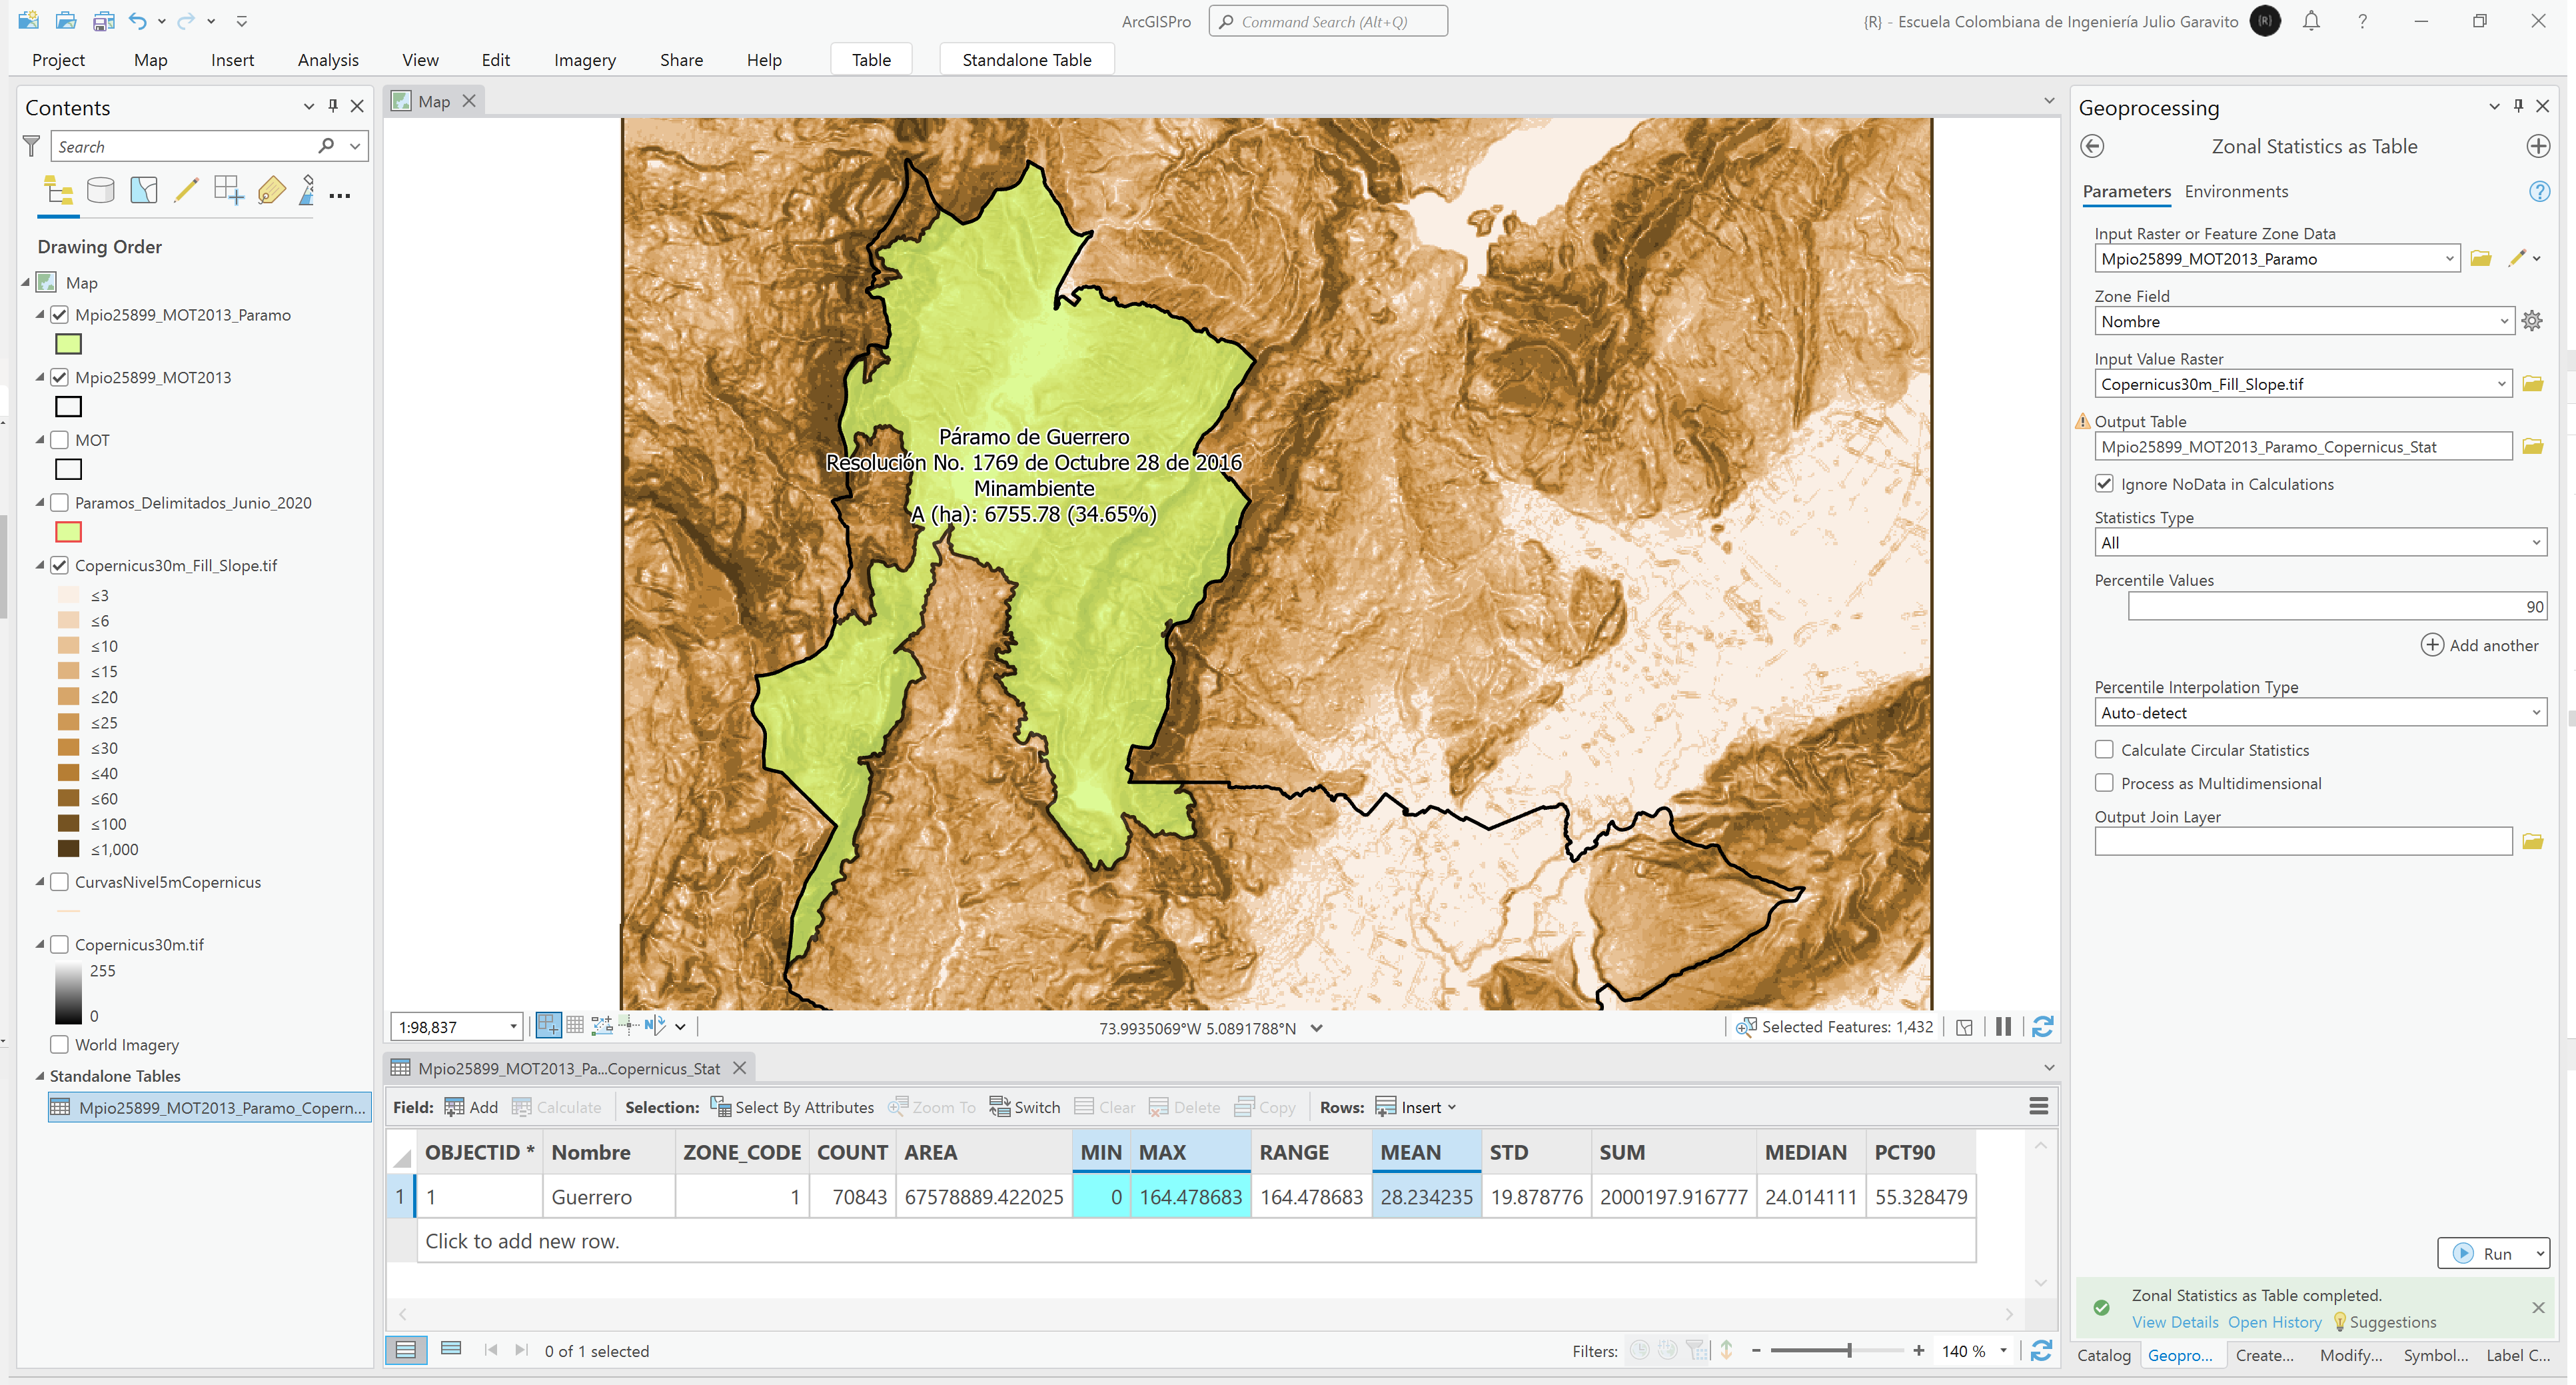 ArcGISPro
Command Search (Alt+Q)
{R} - Escuela Colombiana de Ingeniería Julio Garavito
{R}
?
Project Map Insert Analysis View Edit Imagery Share Help Table Standalone Table
Contents
Search
Drawing Order
Map
Mpio25899_MOT2013_Paramo
Mpio25899_MOT2013
MOT
Paramos_Delimitados_Junio_2020
Copernicus30m_Fill_Slope.tif
≤3
≤6
≤10
≤15
≤20
≤25
≤30
≤40
≤60
≤100
≤1,000
CurvasNivel5mCopernicus
Copernicus30m.tif
255
0
World Imagery
Standalone Tables
Mpio25899_MOT2013_Paramo_Copern...
Map
Páramo de Guerrero
Resolución No. 1769 de Octubre 28 de 2016
Minambiente
A (ha): 6755.78 (34.65%)
1:98,837
73.9935069°W 5.0891788°N
Selected Features: 1,432
Mpio25899_MOT2013_Pa...Copernicus_Stat
Field: Add Calculate Selection: Select By Attributes Zoom To Switch Clear Delete Copy Rows: Insert
OBJECTID * Nombre ZONE_CODE COUNT AREA MIN MAX RANGE MEAN STD SUM MEDIAN PCT90
1 1 Guerrero 1 70843 67578889.422025 0 164.478683 164.478683 28.234235 19.878776 2000197.916777 24.014111 55.328479
Click to add new row.
0 of 1 selected
Filters:
140 %
Geoprocessing
Zonal Statistics as Table
Parameters Environments
?
Input Raster or Feature Zone Data
Mpio25899_MOT2013_Paramo
Zone Field
Nombre
Input Value Raster
Copernicus30m_Fill_Slope.tif
Output Table
Mpio25899_MOT2013_Paramo_Copernicus_Stat
Ignore NoData in Calculations
Statistics Type
All
Percentile Values
90
Add another
Percentile Interpolation Type
Auto-detect
Calculate Circular Statistics
Process as Multidimensional
Output Join Layer
Run
Zonal Statistics as Table completed.
View Details Open History Suggestions
Catalog Geopro... Create... Modify... Symbol... Label C...